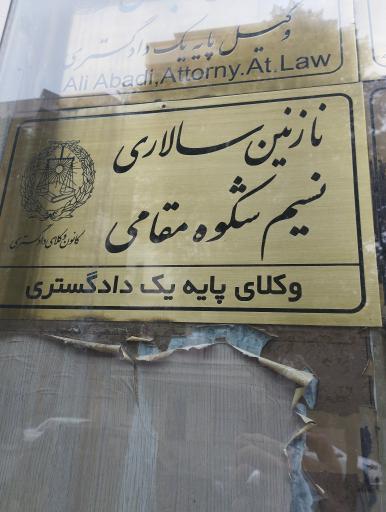 وکیل پایه یک دادگستری
Ali Abadi,Attorny.At.Law
نازنین سالاری
نسیم شکوه مقامی
کانون وکلای دادگستری
وکلای پایه یک دادگستری